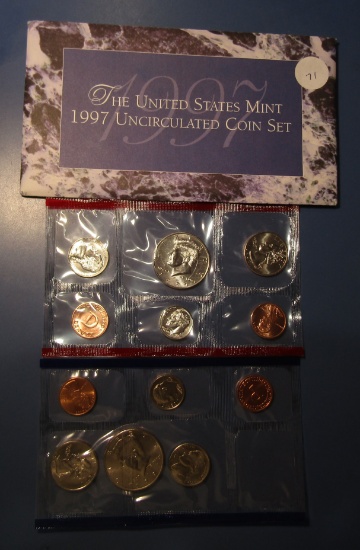 71
1997
THE UNITED STATES MINT
1997 UNCIRCULATED COIN SET